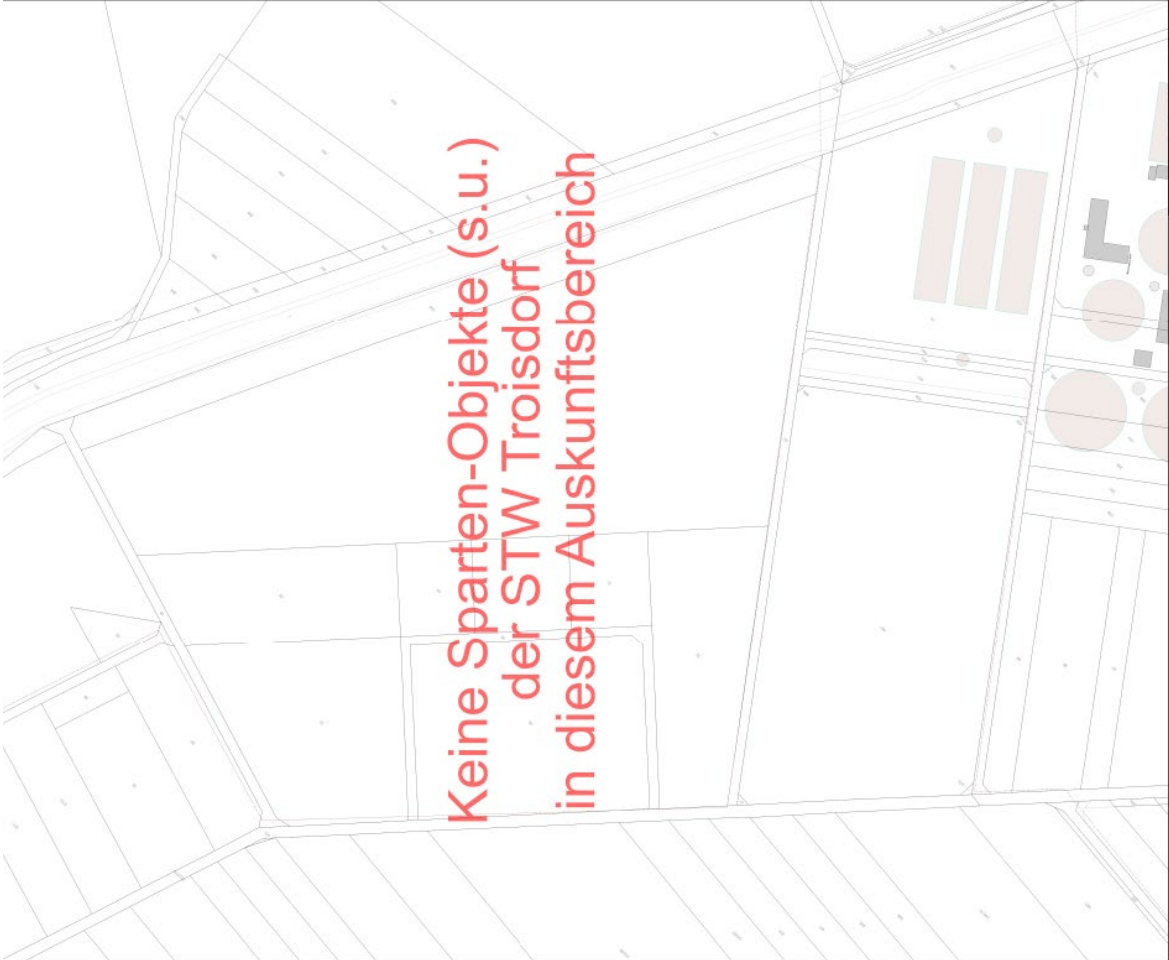 Keine Sparten-Objekte (s.u.)
der STW Troisdorf
in diesem Auskunftsbereich